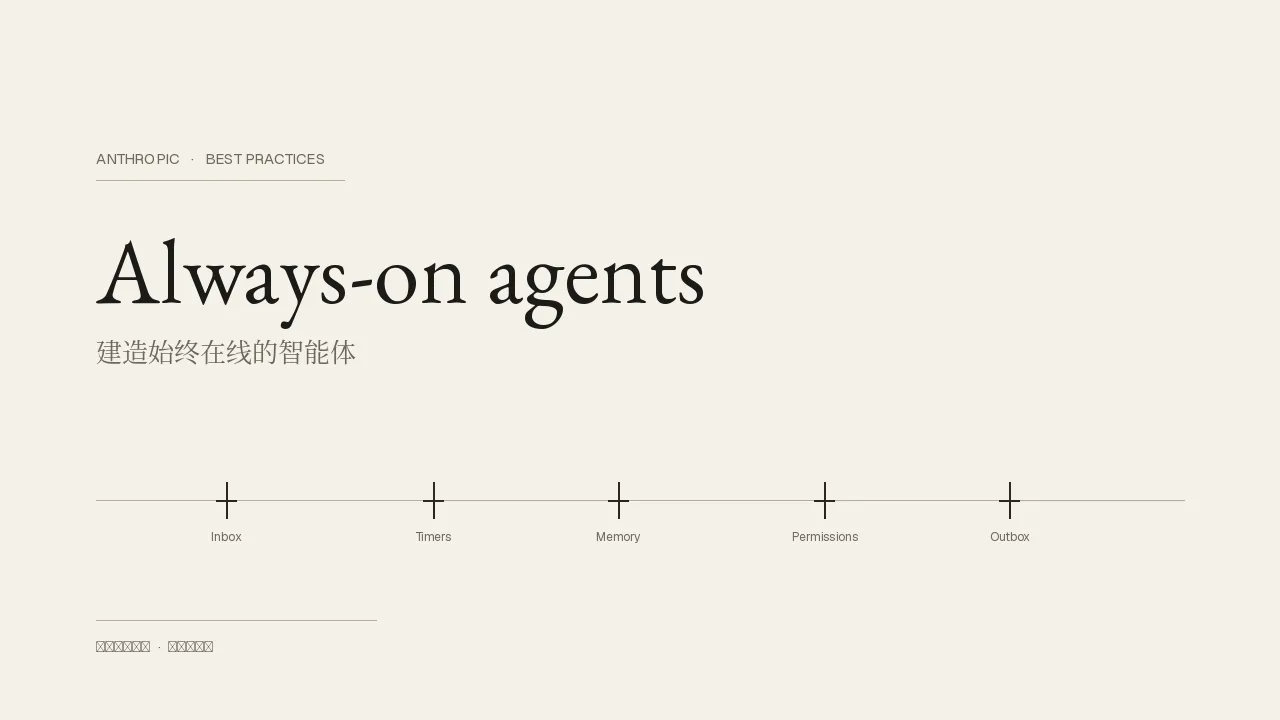 ANTHROPIC · BEST PRACTICES
Always-on agents
建造始终在线的智能体
Inbox Timers Memory Permissions Outbox